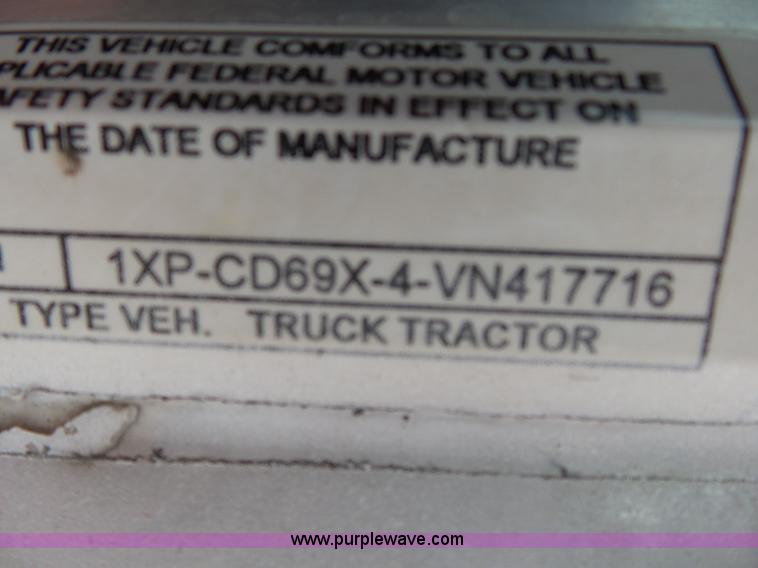 THIS VEHICLE COMFORMS TO ALL
PLICABLE FEDERAL MOTOR VEHICLE
AFETY STANDARDS IN EFFECT ON
THE DATE OF MANUFACTURE
1XP-CD69X-4-VN417716
TYPE VEH. TRUCK TRACTOR
www.purplewave.com